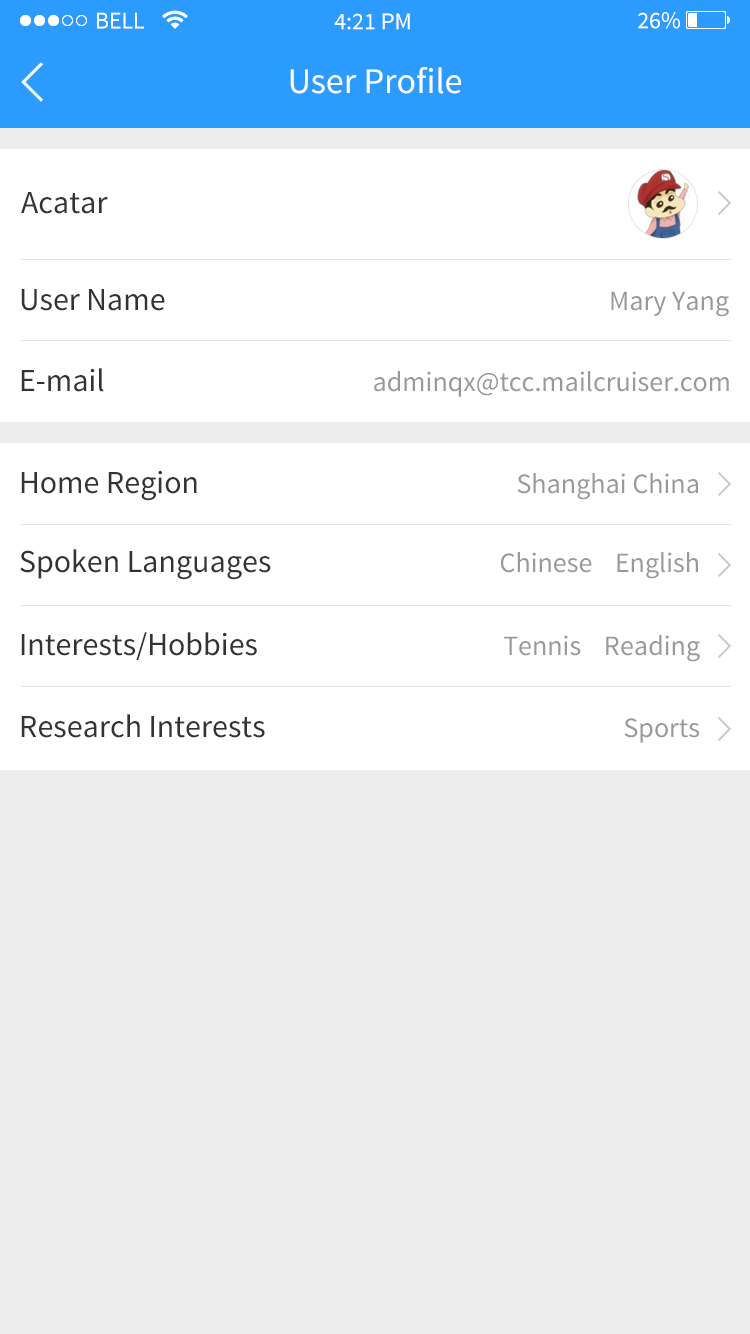 BELL 4:21 PM 26%
User Profile
Acatar
User Name Mary Yang
E-mail adminqx@tcc.mailcruiser.com
Home Region Shanghai China
Spoken Languages Chinese English
Interests/Hobbies Tennis Reading
Research Interests Sports